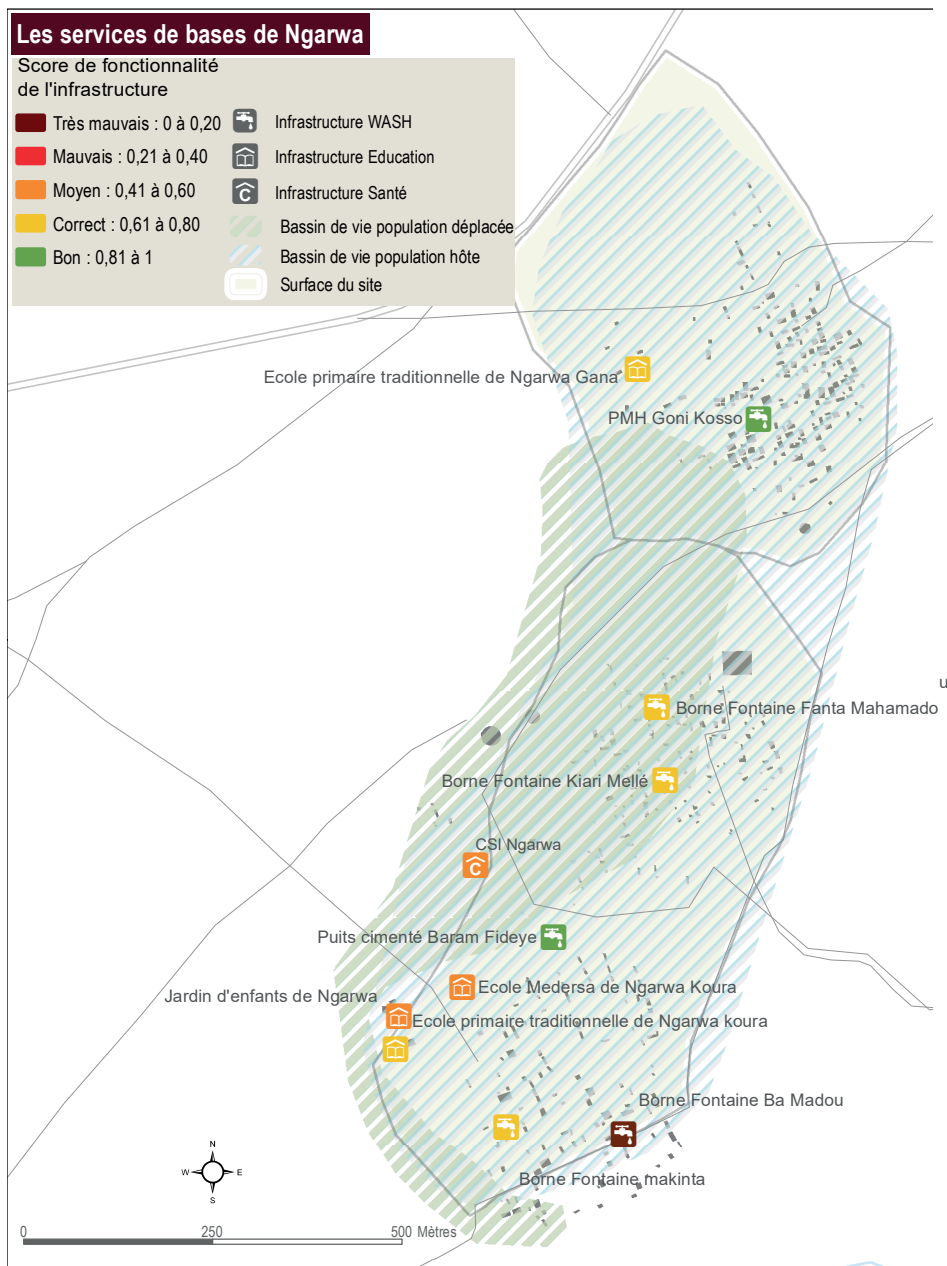 Les services de bases de Ngarwa
Score de fonctionnalité
de l'infrastructure
Très mauvais : 0 à 0,20
Mauvais : 0,21 à 0,40
Moyen : 0,41 à 0,60
Correct : 0,61 à 0,80
Bon : 0,81 à 1
Infrastructure WASH
Infrastructure Education
C Infrastructure Santé
Bassin de vie population déplacée
Bassin de vie population hôte
Surface du site
Ecole primaire traditionnelle de Ngarwa Gana
PMH Goni Kosso
u
Borne Fontaine Fanta Mahamado
Borne Fontaine Kiari Mellé
CSI Ngarwa
C
Puits cimenté Baram Fideye
Ecole Medersa de Ngarwa Koura
Jardin d'enfants de Ngarwa
Ecole primaire traditionnelle de Ngarwa koura
Borne Fontaine Ba Madou
Borne Fontaine makinta
N
W E
S
0 250 500 Mètres